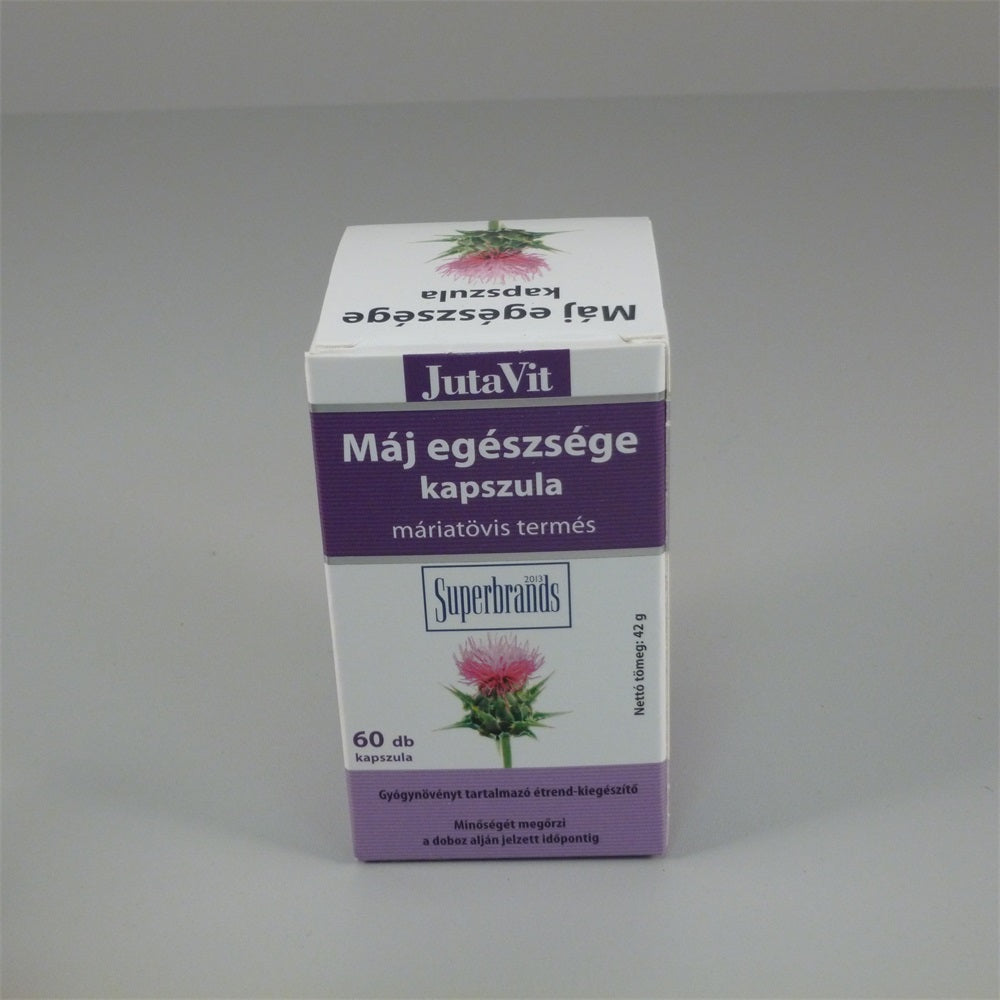 Máj egészsége
kapszula
JutaVit
Máj egészsége
kapszula
máriatövis termés
2013
Superbrands
Nettó tömeg: 42 g
60 db
kapszula
Gyógynövényt tartalmazó étrend-kiegészítő
Minőségét megőrzi
a doboz alján jelzett időpontig